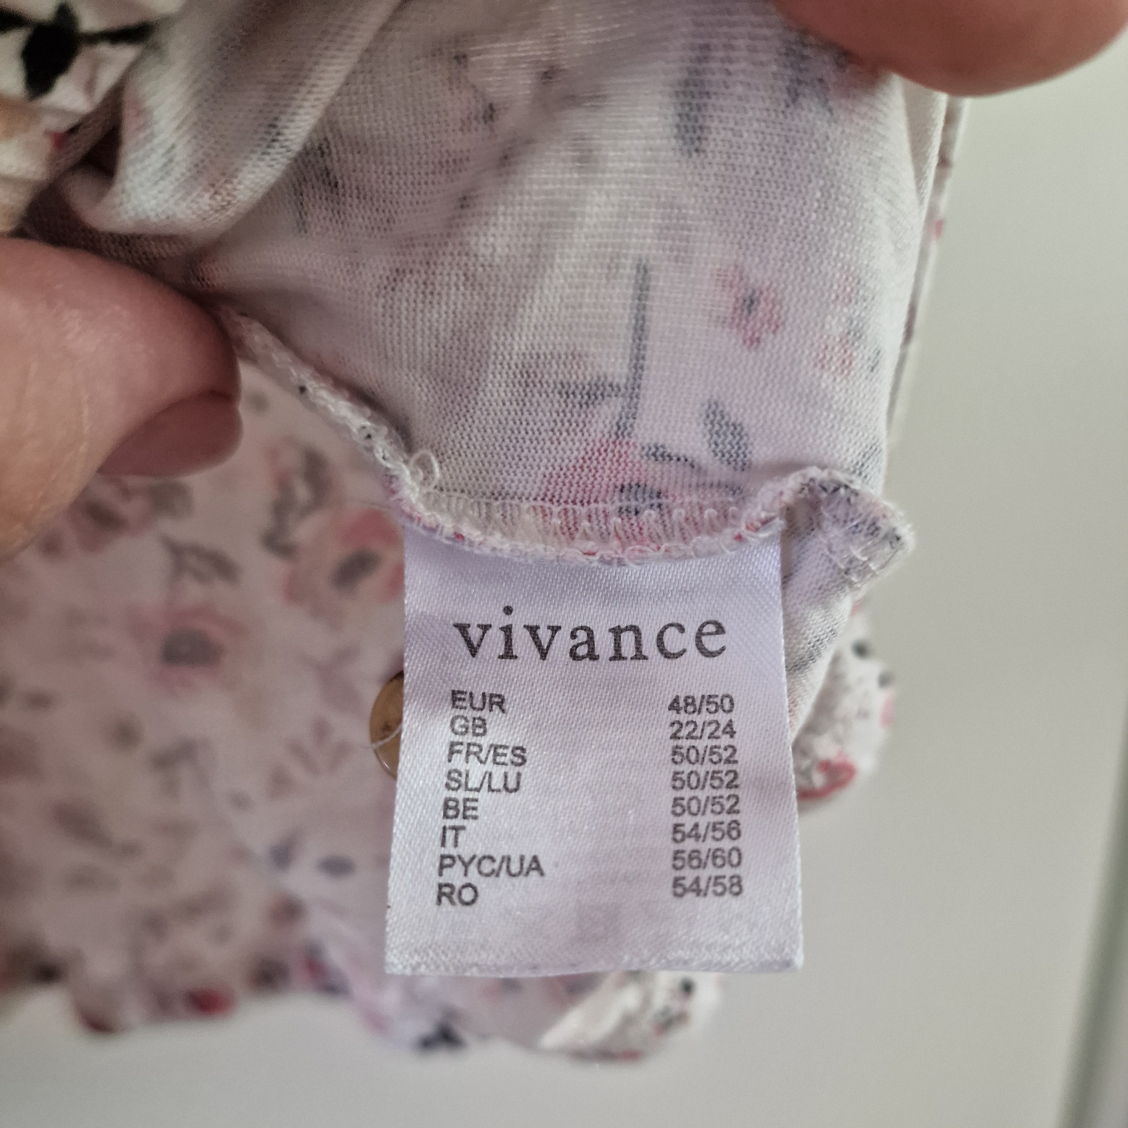 vivance
EUR 48/50
GB 22/24
FR/ES 50/52
SL/LU 50/52
BE 50/52
IT 54/56
РУС/UA 56/60
RO 54/58